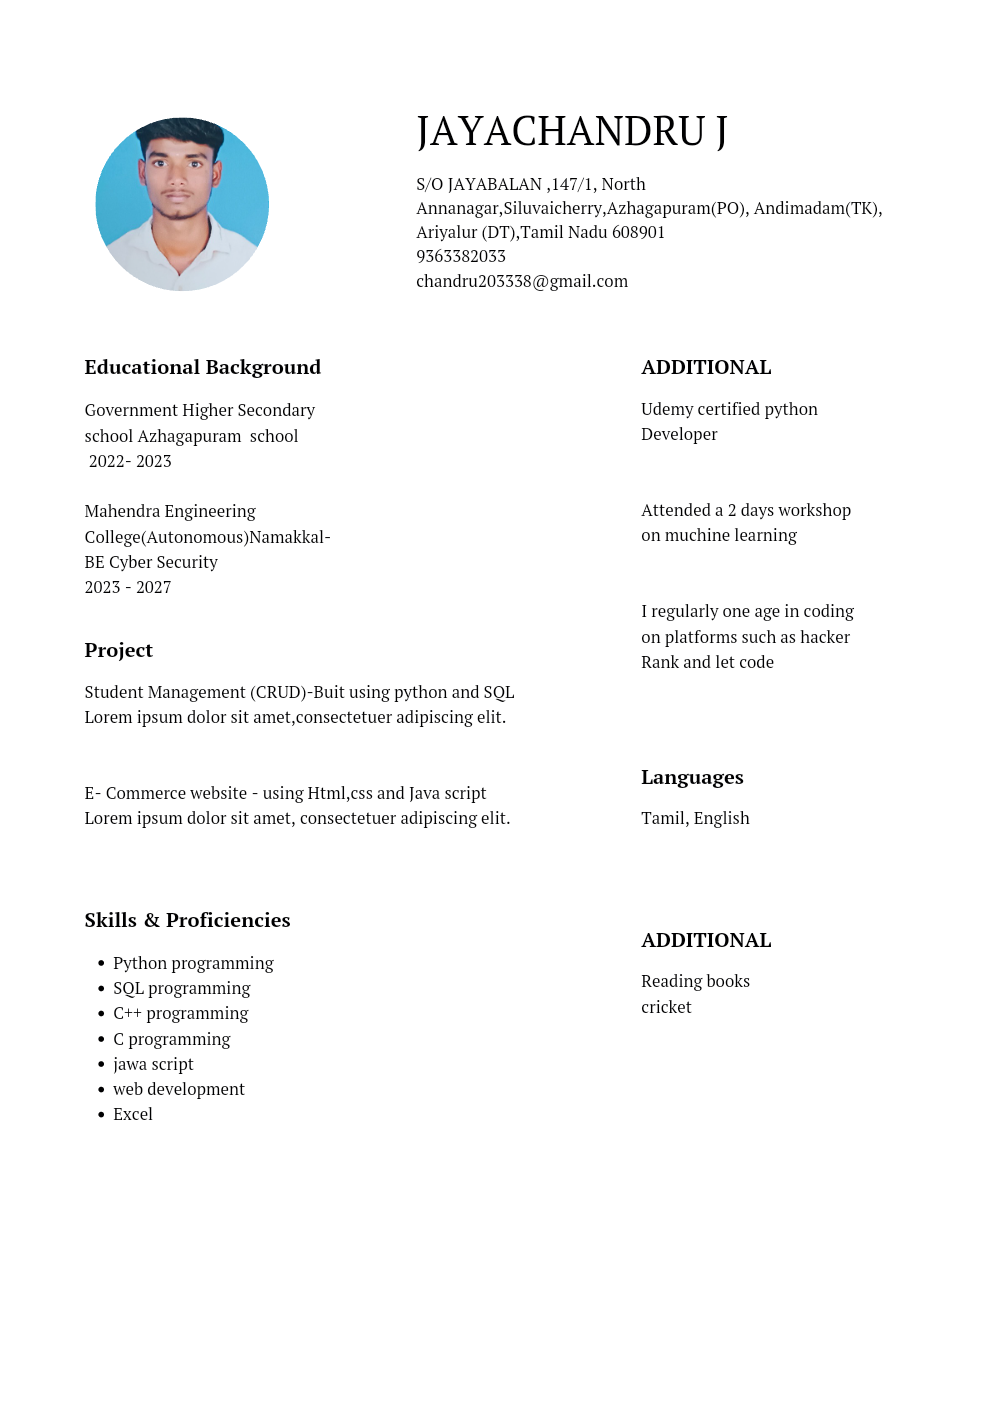 JAYACHANDRU J
S/O JAYABALAN ,147/1, North
Annanagar,Siluvaicherry,Azhagapuram(PO), Andimadam(TK),
Ariyalur (DT),Tamil Nadu 608901
9363382033
chandru203338@gmail.com
Educational Background
Government Higher Secondary
school Azhagapuram  school
2022- 2023
Mahendra Engineering
College(Autonomous)Namakkal-
BE Cyber Security
2023 - 2027
Project
Student Management (CRUD)-Buit using python and SQL
Lorem ipsum dolor sit amet,consectetuer adipiscing elit.
E- Commerce website - using Html,css and Java script
Lorem ipsum dolor sit amet, consectetuer adipiscing elit.
Skills & Proficiencies
• Python programming
• SQL programming
• C++ programming
• C programming
• jawa script
• web development
• Excel
ADDITIONAL
Udemy certified python
Developer
Attended a 2 days workshop
on muchine learning
I regularly one age in coding
on platforms such as hacker
Rank and let code
Languages
Tamil, English
ADDITIONAL
Reading books
cricket